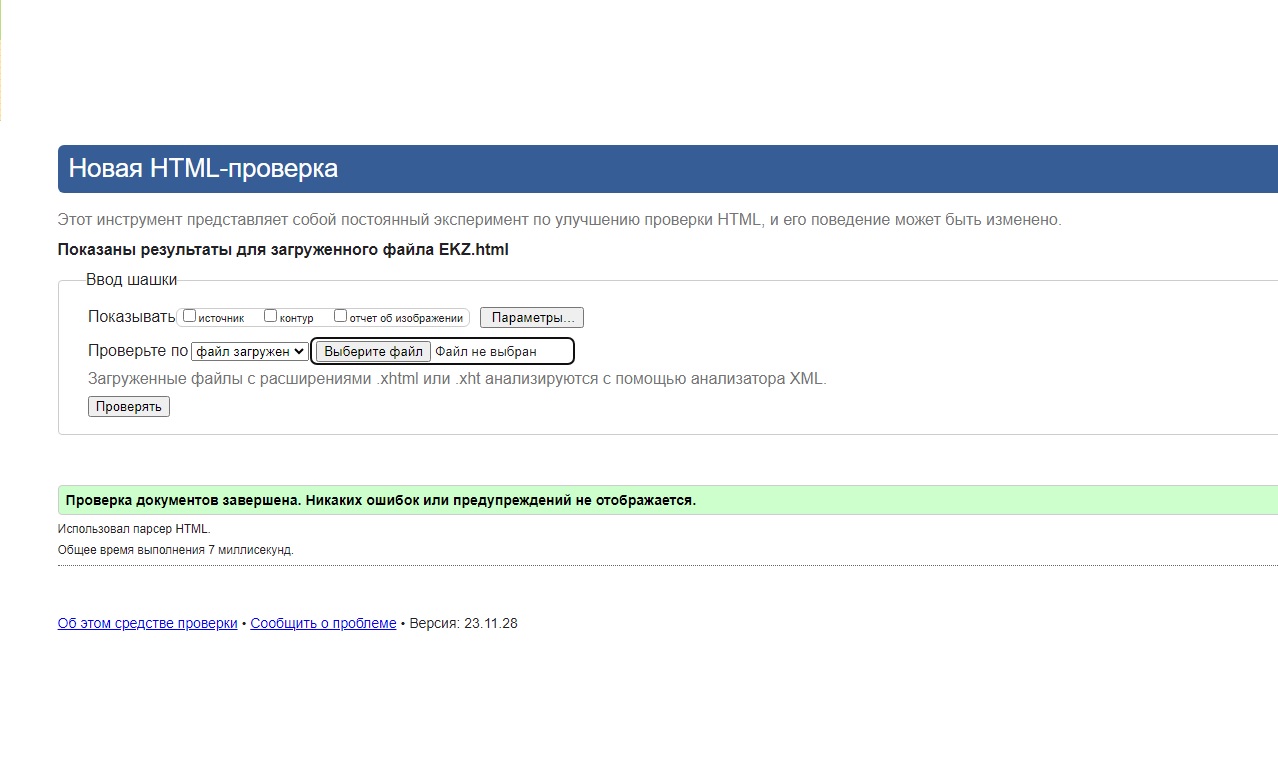 Новая HTML-проверка
Этот инструмент представляет собой постоянный эксперимент по улучшению проверки HTML, и его поведение может быть изменено.
Показаны результаты для загруженного файла EKZ.html
Ввод шашки
Показывать источник контур отчет об изображении Параметры...
Проверьте по файл загружен Выберите файл Файл не выбран
Загруженные файлы с расширениями .xhtml или .xht анализируются с помощью анализатора XML.
Проверять
Проверка документов завершена. Никаких ошибок или предупреждений не отображается.
Использовал парсер HTML.
Общее время выполнения 7 миллисекунд.
Об этом средстве проверки • Сообщить о проблеме • Версия: 23.11.28